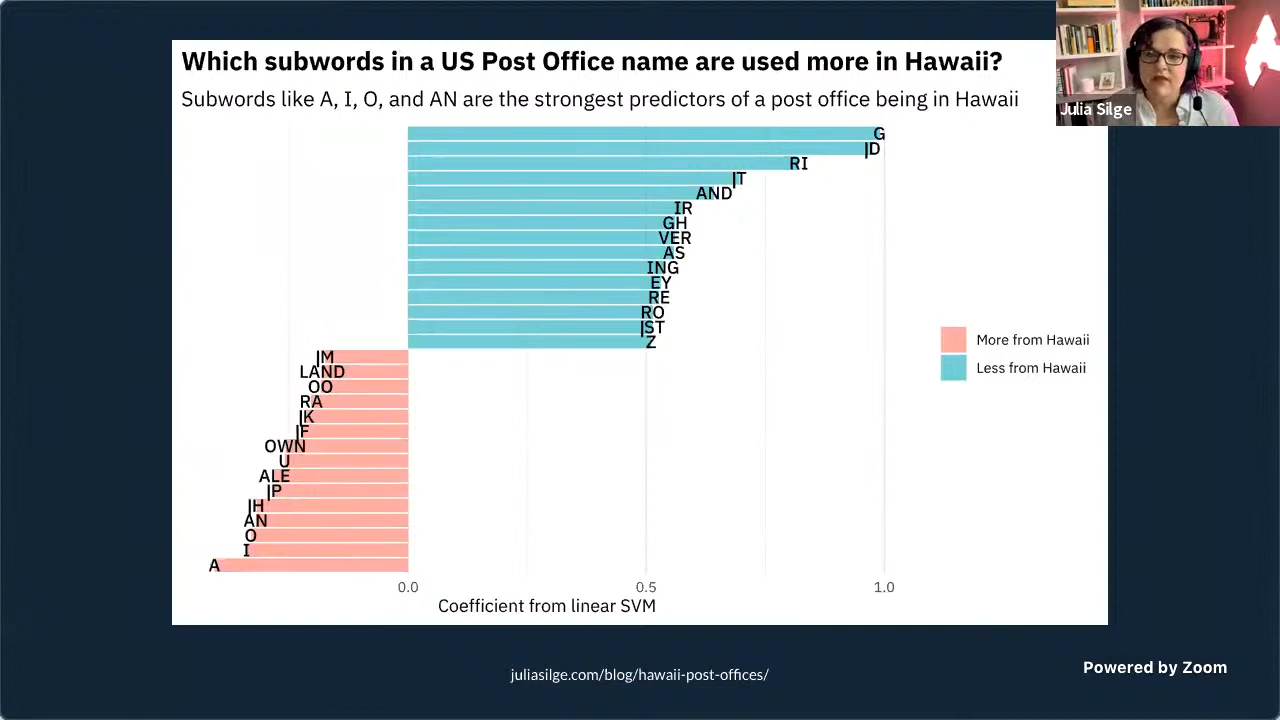 Which subwords in a US Post Office name are used more in Hawaii?
Subwords like A, I, O, and AN are the strongest predictors of a post office being in Hawaii
Julia Silge
G
|D
RI
|T
AND
IR
GH
VER
AS
ING
EY
RE
RO
|ST
Z
|M
LAND
OO
RA
|K
|F
OWN
U
ALE
|P
|H
AN
O
I
A
More from Hawaii
Less from Hawaii
0.0 0.5 1.0
Coefficient from linear SVM
juliasilge.com/blog/hawaii-post-offices/
Powered by Zoom